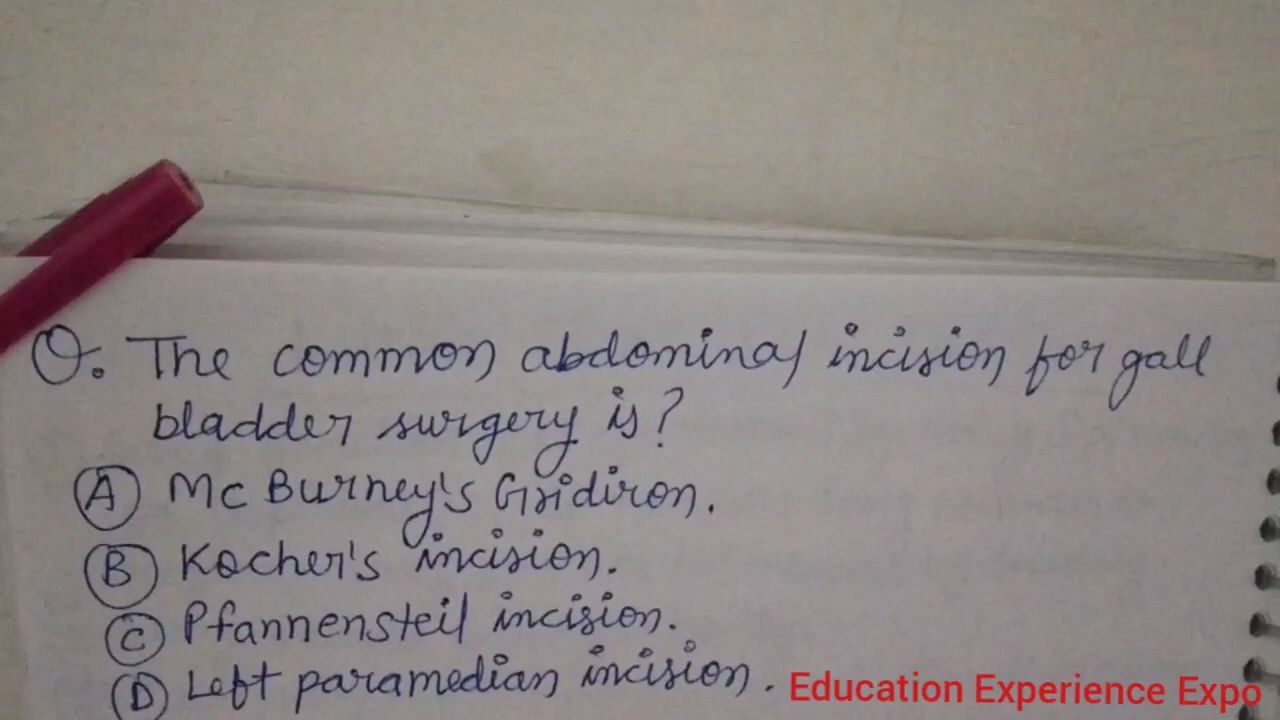 Q. The common abdominal incision for gall
bladder surgery is?
A Mc Burney's Gridiron.
B Kocher's incision.
C Pfannensteil incision.
D Left paramedian incision.
Education Experience Expo